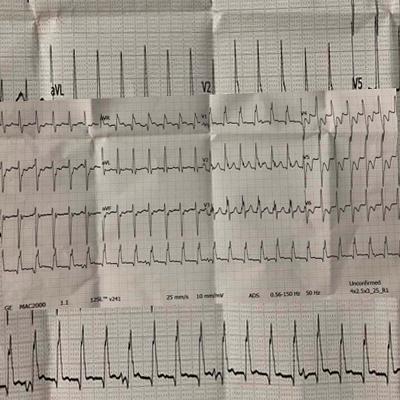 aVL V2 V5
aVR V1 V4
aVL V2 V5
aVF V3 V6
Unconfirmed
GE MAC2000 1.1 12SL™ v241 25 mm/s 10 mm/mV ADS 0.56-150 Hz 50 Hz 4x2.5x3_25_R1